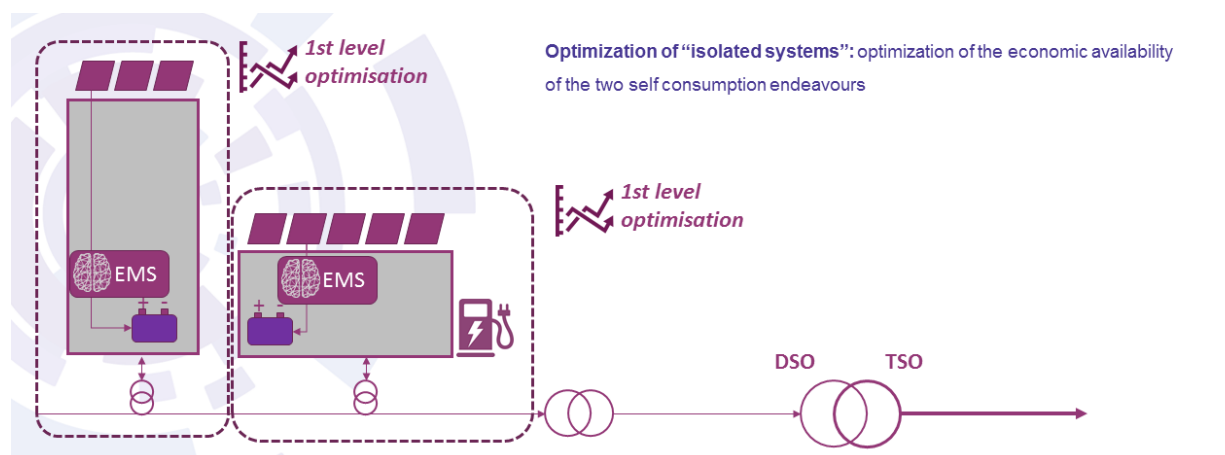 1st level
optimisation
Optimization of “isolated systems”: optimization of the economic availability
of the two self consumption endeavours
1st level
optimisation
EMS
+ -
EMS
+ -
DSO
TSO